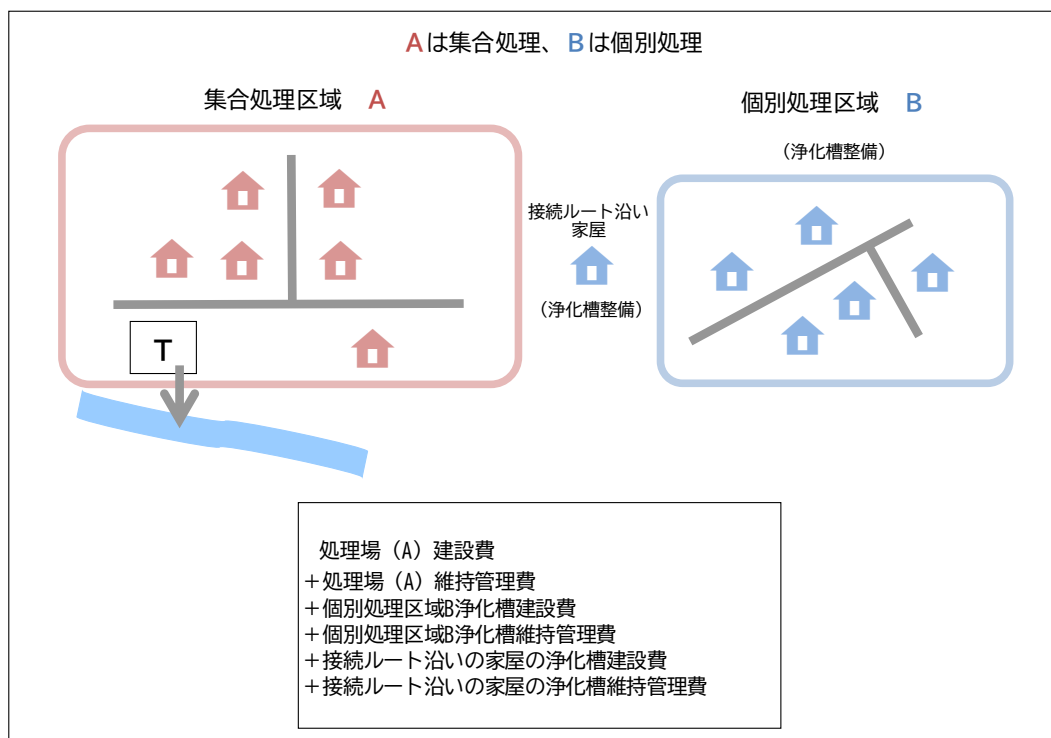 Aは集合処理、Bは個別処理
集合処理区域 A
個別処理区域 B
(浄化槽整備)
接続ルート沿い
家屋
(浄化槽整備)
T
処理場(A)建設費
+処理場(A)維持管理費
+個別処理区域B浄化槽建設費
+個別処理区域B浄化槽維持管理費
+接続ルート沿いの家屋の浄化槽建設費
+接続ルート沿いの家屋の浄化槽維持管理費